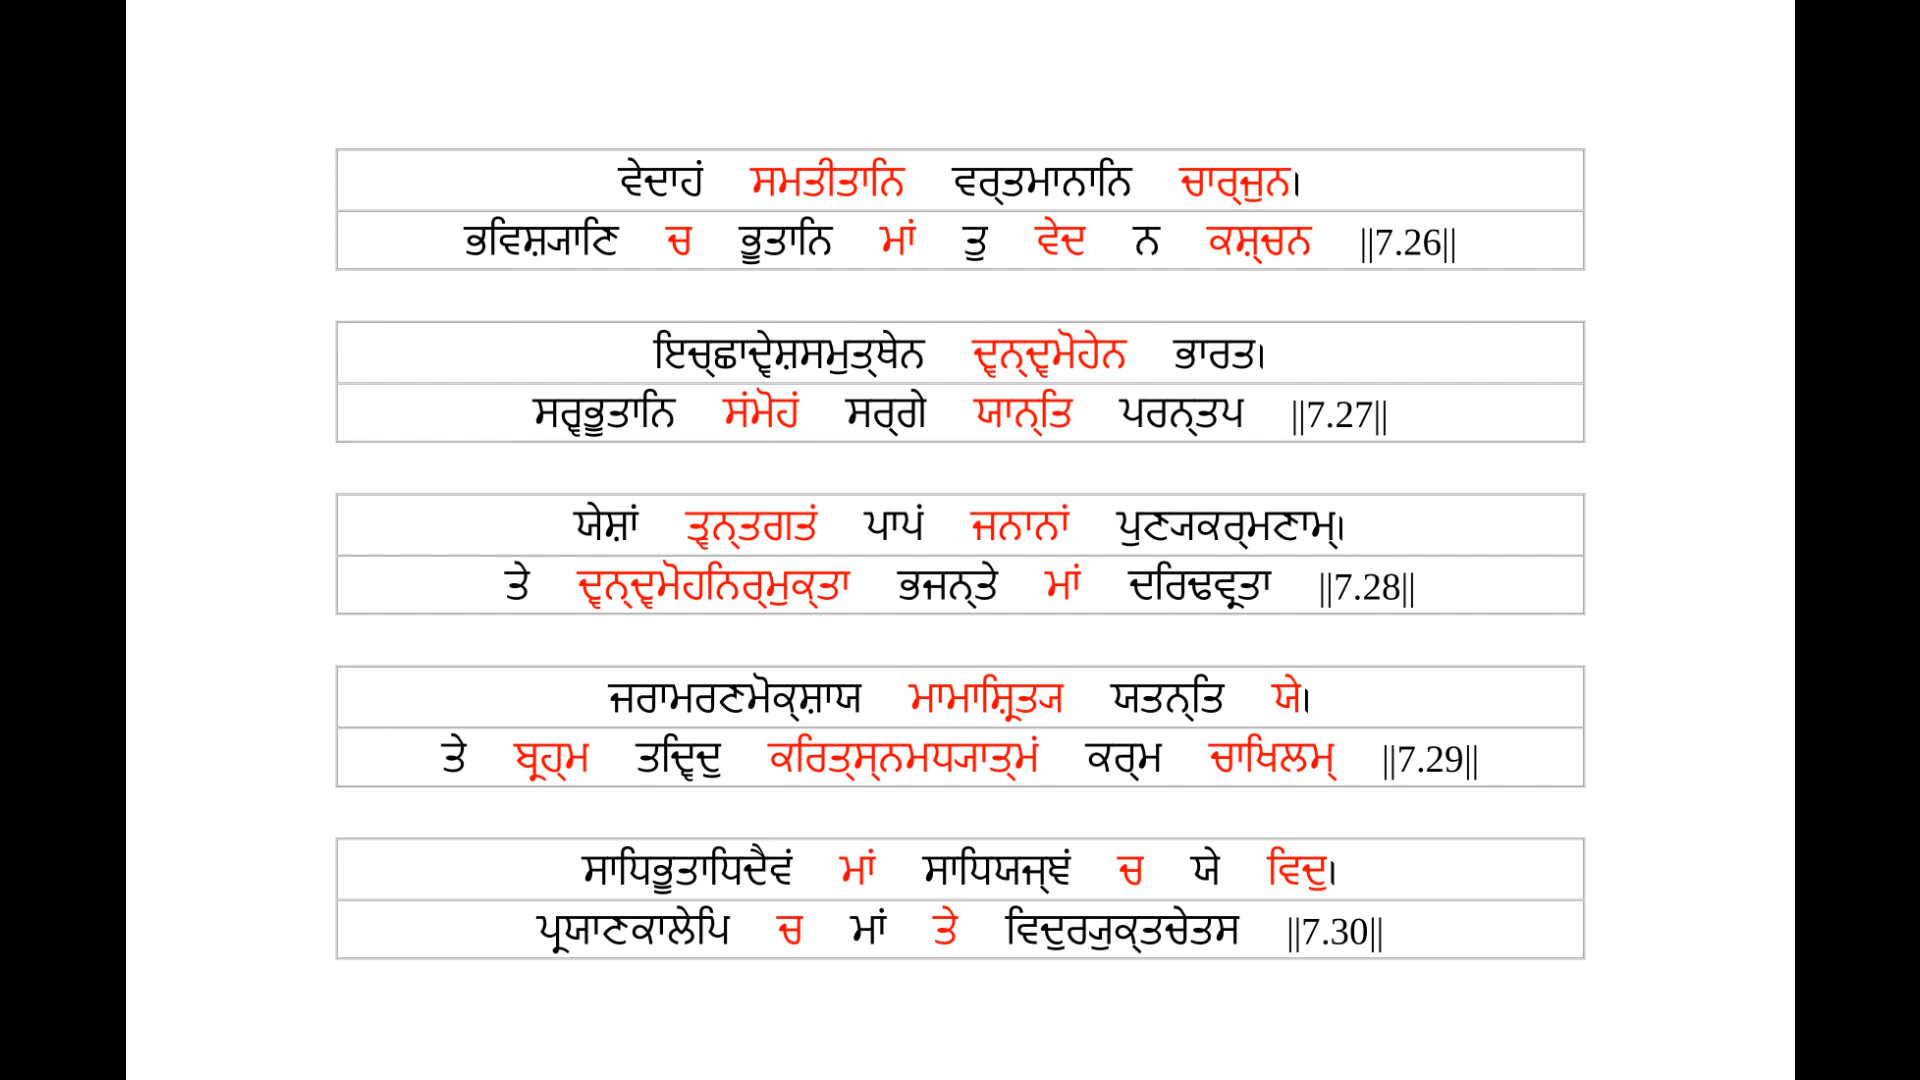 ਵੇਦਾਹਂ ਸਮਤੀਤਾਨਿ ਵਰ੍ਤਮਾਨਾਨਿ ਚਾਰ੍ਜੁਨ।
ਭਵਿਸ਼੍ਯਾਣਿ ਚ ਭੂਤਾਨਿ ਮਾਂ ਤੁ ਵੇਦ ਨ ਕਸ਼੍ਚਨ ||7.26||
ਇਚ੍ਛਾਦ੍ਵੇਸ਼ਸਮੁਤ੍ਥੇਨ ਦ੍ਵਨ੍ਦ੍ਵਮੋਹੇਨ ਭਾਰਤ।
ਸਰ੍ਵਭੂਤਾਨਿ ਸਂਮੋਹਂ ਸਰ੍ਗੇ ਯਾਨ੍ਤਿ ਪਰਨ੍ਤਪ ||7.27||
ਯੇਸ਼ਾਂ ਤ੍ਵਨ੍ਤਗਤਂ ਪਾਪਂ ਜਨਾਨਾਂ ਪੁਣ੍ਯਕਰ੍ਮਣਾਮ੍।
ਤੇ ਦ੍ਵਨ੍ਦ੍ਵਮੋਹਨਿਰ੍ਮੁਕ੍ਤਾ ਭਜਨ੍ਤੇ ਮਾਂ ਦਰਿਢਵ੍ਰਤਾ ||7.28||
ਜਰਾਮਰਣਮੋਕ੍ਸ਼ਾਯ ਮਾਮਾਸ਼੍ਰਿਤ੍ਯ ਯਤਨ੍ਤਿ ਯੇ।
ਤੇ ਬ੍ਰਹ੍ਮ ਤਦ੍ਵਿਦੁ ਕਰਿਤ੍ਸ੍ਨਮਧ੍ਯਾਤ੍ਮਂ ਕਰ੍ਮ ਚਾਖਿਲਮ੍ ||7.29||
ਸਾਧਿਭੂਤਾਧਿਦੈਵਂ ਮਾਂ ਸਾਧਿਯਜ੍ਞਂ ਚ ਯੇ ਵਿਦੁ।
ਪ੍ਰਯਾਣਕਾਲੇਪਿ ਚ ਮਾਂ ਤੇ ਵਿਦੁਰ੍ਯੁਕ੍ਤਚੇਤਸ ||7.30||